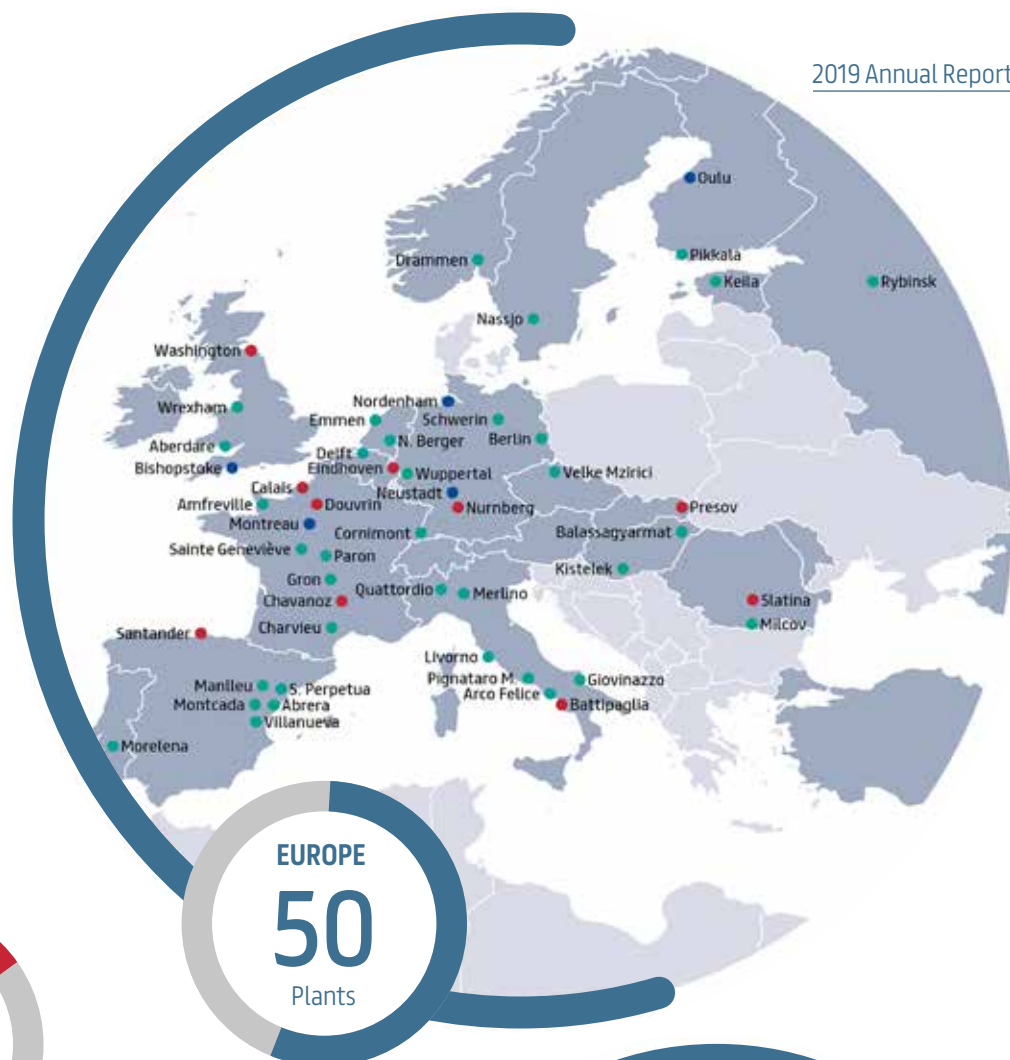 2019 Annual Report
Oulu
Pikkala
Drammen
Keila
Rybinsk
Nassjo
Washington
Nordenham
Wrexham
Emmen
Schwerin
N. Berger
Berlin
Aberdare
Delft
Bishopstoke
Eindhoven
Wuppertal
Velke Mzirici
Calais
Neustadt
Amfreville
Douvrin
Nurnberg
Presov
Montreau
Cornimont
Balassagyarmat
Sainte Geneviève
Paron
Kistelek
Gron
Quattordio
Merlino
Chavanoz
Slatina
Charvieu
Milcov
Santander
Livorno
Pignataro M.
Giovinazzo
Manlleu
S. Perpetua
Arco Felice
Montcada
Abrera
Battipaglia
Villanueva
Morelena
EUROPE
50
Plants